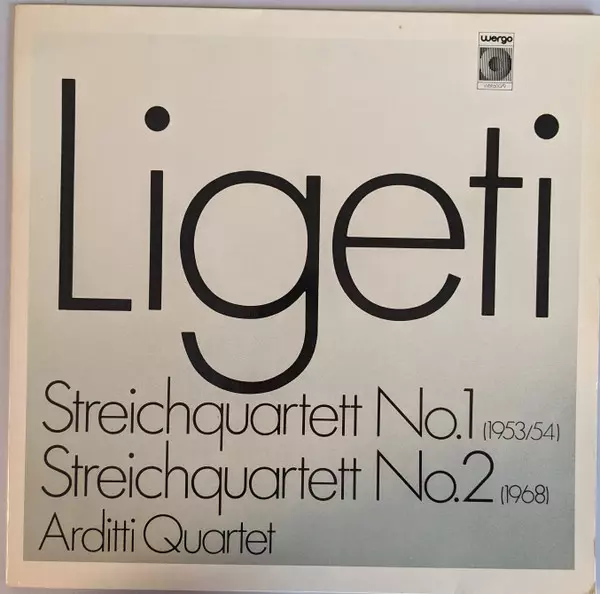 wergo
Ligeti
Streichquartett No.1 (1953/54)
Streichquartett No.2 (1968)
Arditti Quartet